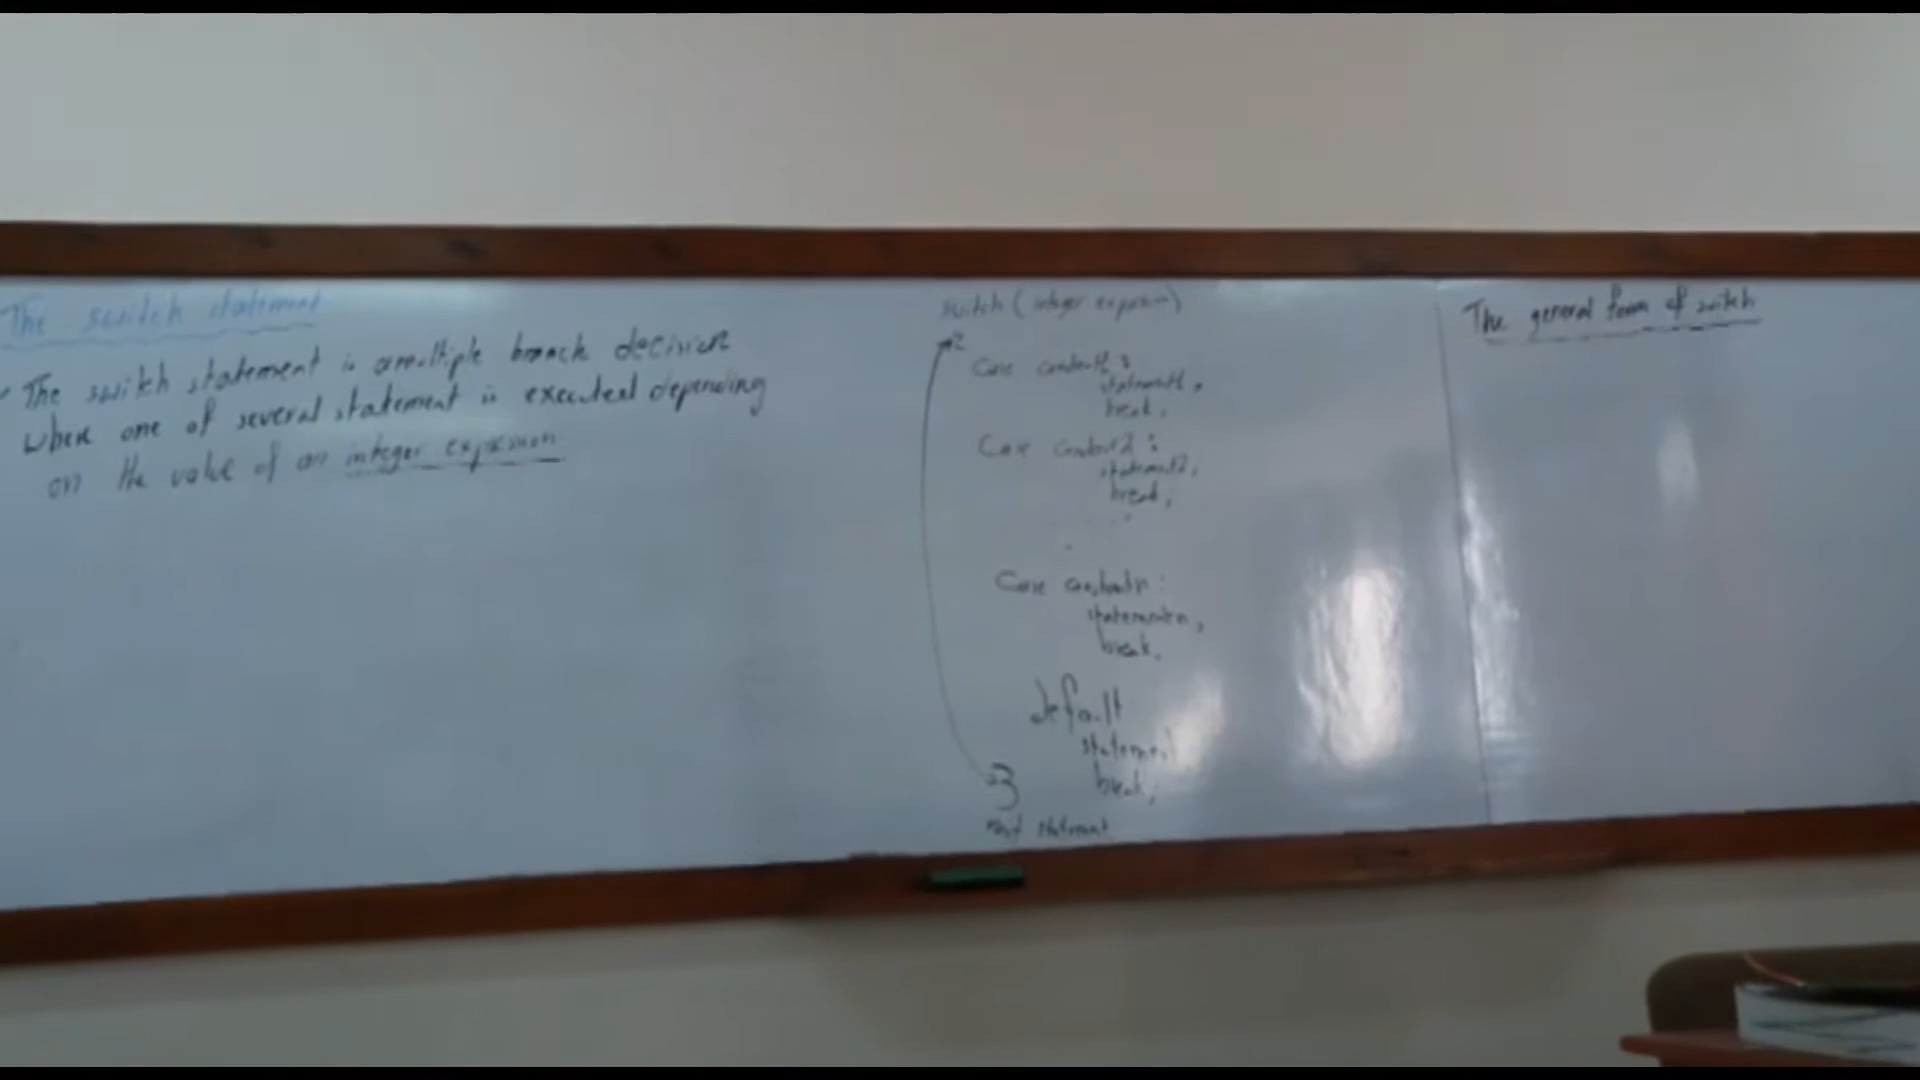 The switch statement
The switch statement is a multiple branch decision
where one of several statement is executed depending
on the value of an integer expression
switch (integer expression)
{
Case constant1:
statement1;
break;
Case constant2:
statement2;
break;
Case constantn:
statementn;
break;
default
statement
break;
}
next statement
The general form of switch